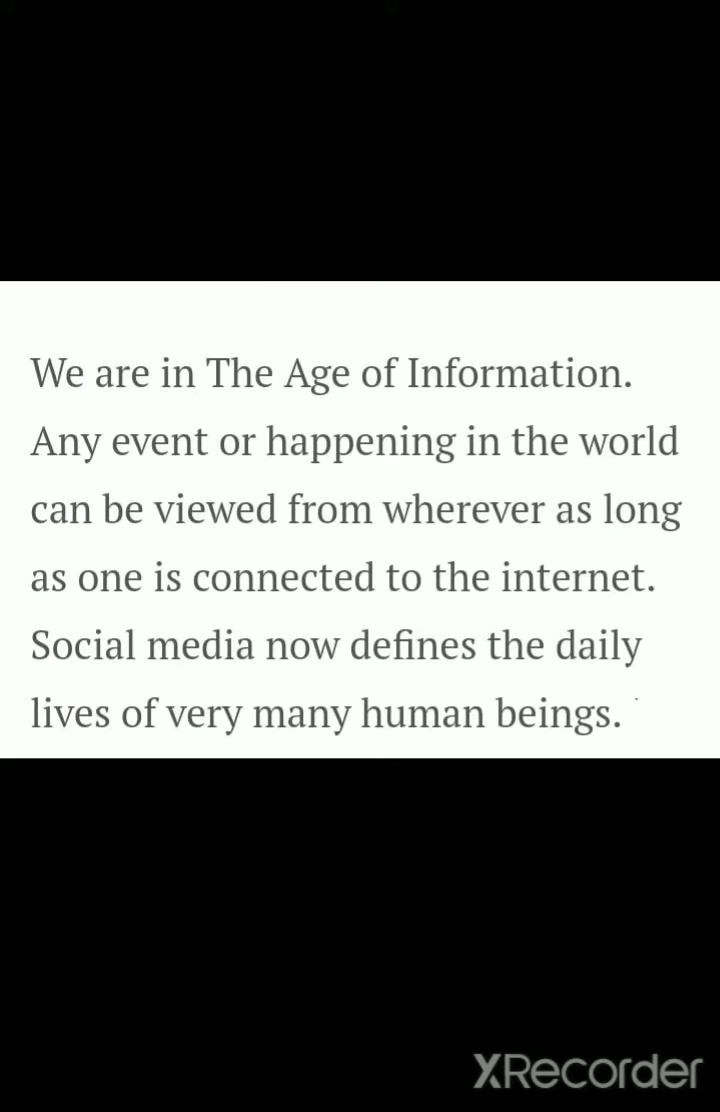 We are in The Age of Information.
Any event or happening in the world
can be viewed from wherever as long
as one is connected to the internet.
Social media now defines the daily
lives of very many human beings.
XRecorder